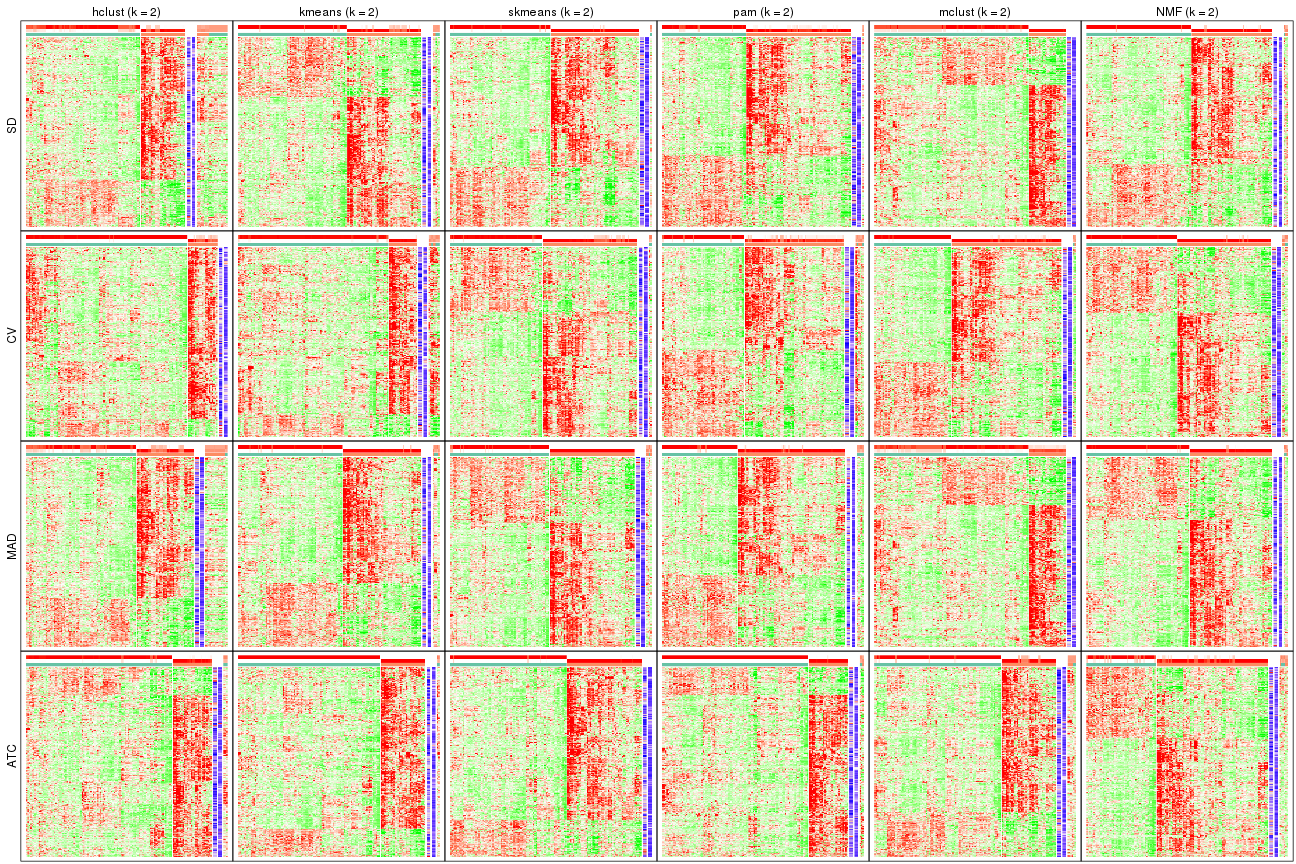 hclust (k = 2) kmeans (k = 2) skmeans (k = 2) pam (k = 2) mclust (k = 2) NMF (k = 2)
SD
CV
MAD
ATC